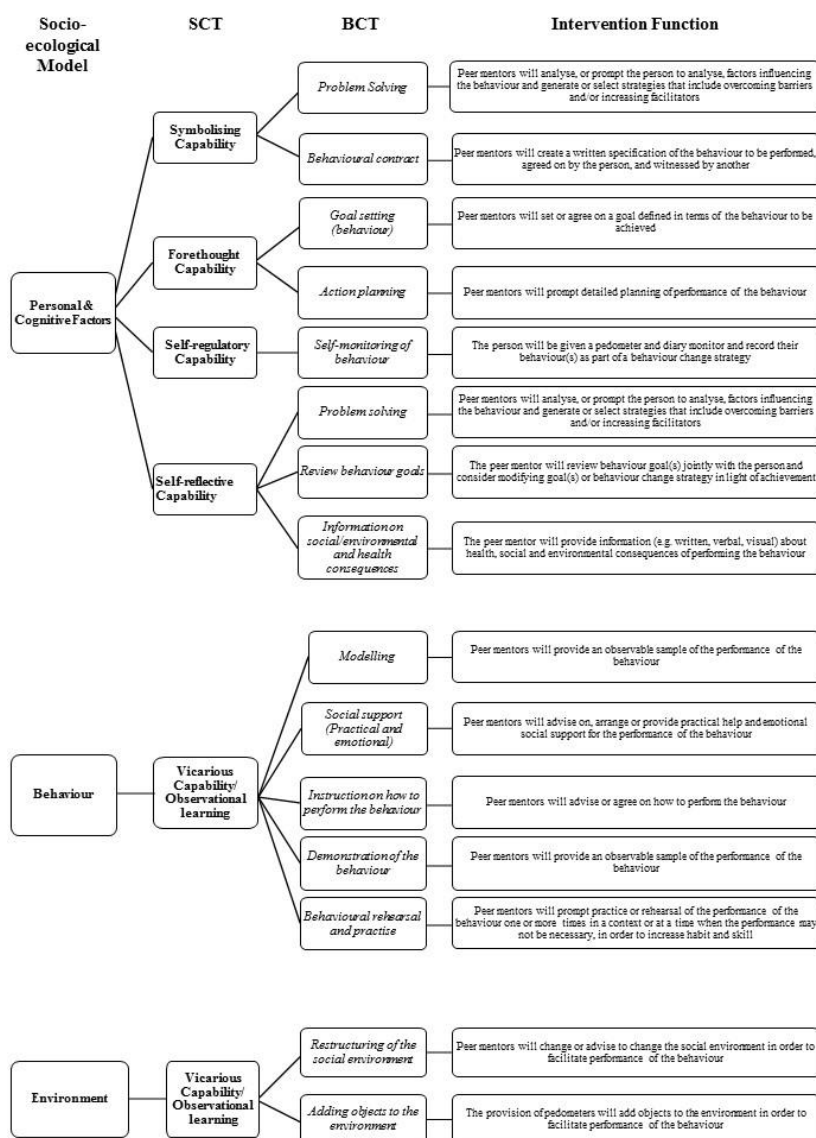 Socio-
ecological
Model
SCT
BCT
Intervention Function
Personal &
Cognitive Factors
Symbolising
Capability
Problem Solving
Peer mentors will analyse, or prompt the person to analyse, factors influencing
the behaviour and generate or select strategies that include overcoming barriers
and/or increasing facilitators
Behavioural contract
Peer mentors will create a written specification of the behaviour to be performed,
agreed on by the person, and witnessed by another
Forethought
Capability
Goal setting
(behaviour)
Peer mentors will set or agree on a goal defined in terms of the behaviour to be
achieved
Action planning
Peer mentors will prompt detailed planning of performance of the behaviour
Self-regulatory
Capability
Self-monitoring of
behaviour
The person will be given a pedometer and diary monitor and record their
behaviour(s) as part of a behaviour change strategy
Self-reflective
Capability
Problem solving
Peer mentors will analyse, or prompt the person to analyse, factors influencing
the behaviour and generate or select strategies that include overcoming barriers
and/or increasing facilitators
Review behaviour goals
The peer mentor will review behaviour goal(s) jointly with the person and
consider modifying goal(s) or behaviour change strategy in light of achievement
Information on
social/environmental
and health
consequences
The peer mentor will provide information (e.g. written, verbal, visual) about
health, social and environmental consequences of performing the behaviour
Behaviour
Vicarious
Capability/
Observational
learning
Modelling
Peer mentors will provide an observable sample of the performance of the
behaviour
Social support
(Practical and
emotional)
Peer mentors will advise on, arrange or provide practical help and emotional
social support for the performance of the behaviour
Instruction on how to
perform the behaviour
Peer mentors will advise or agree on how to perform the behaviour
Demonstration of the
behaviour
Peer mentors will provide an observable sample of the performance of the
behaviour
Behavioural rehearsal
and practise
Peer mentors will prompt practice or rehearsal of the performance of the
behaviour one or more times in a context or at a time when the performance may
not be necessary, in order to increase habit and skill
Environment
Vicarious
Capability/
Observational
learning
Restructuring of the
social environment
Peer mentors will change or advise to change the social environment in order to
facilitate performance of the behaviour
Adding objects to the
environment
The provision of pedometers will add objects to the environment in order to
facilitate performance of the behaviour